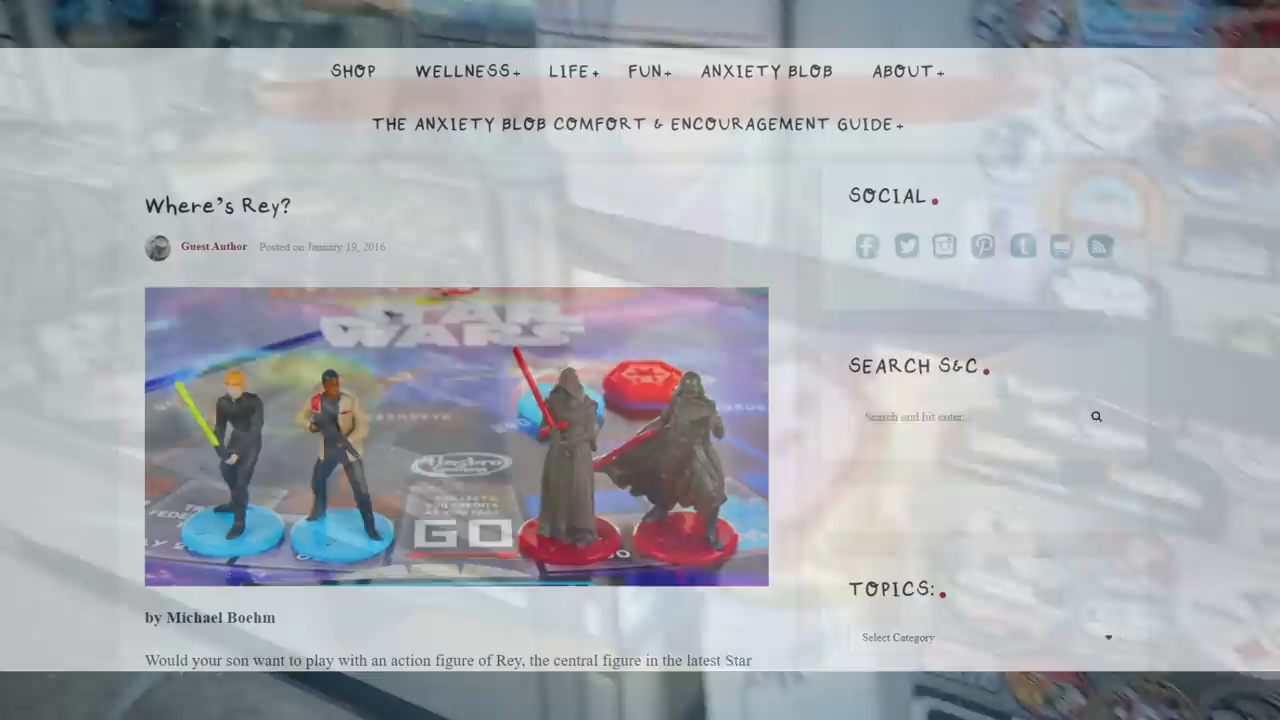 SHOP WELLNESS+ LIFE+ FUN+ ANXIETY BLOB ABOUT+
THE ANXIETY BLOB COMFORT & ENCOURAGEMENT GUIDE+
Where's Rey?
Guest Author Posted on January 19, 2016
STAR
WARS
Hasbro
GO
by Michael Boehm
Would your son want to play with an action figure of Rey, the central figure in the latest Star
SOCIAL.
SEARCH S&C.
Search and hit enter...
TOPICS:.
Select Category